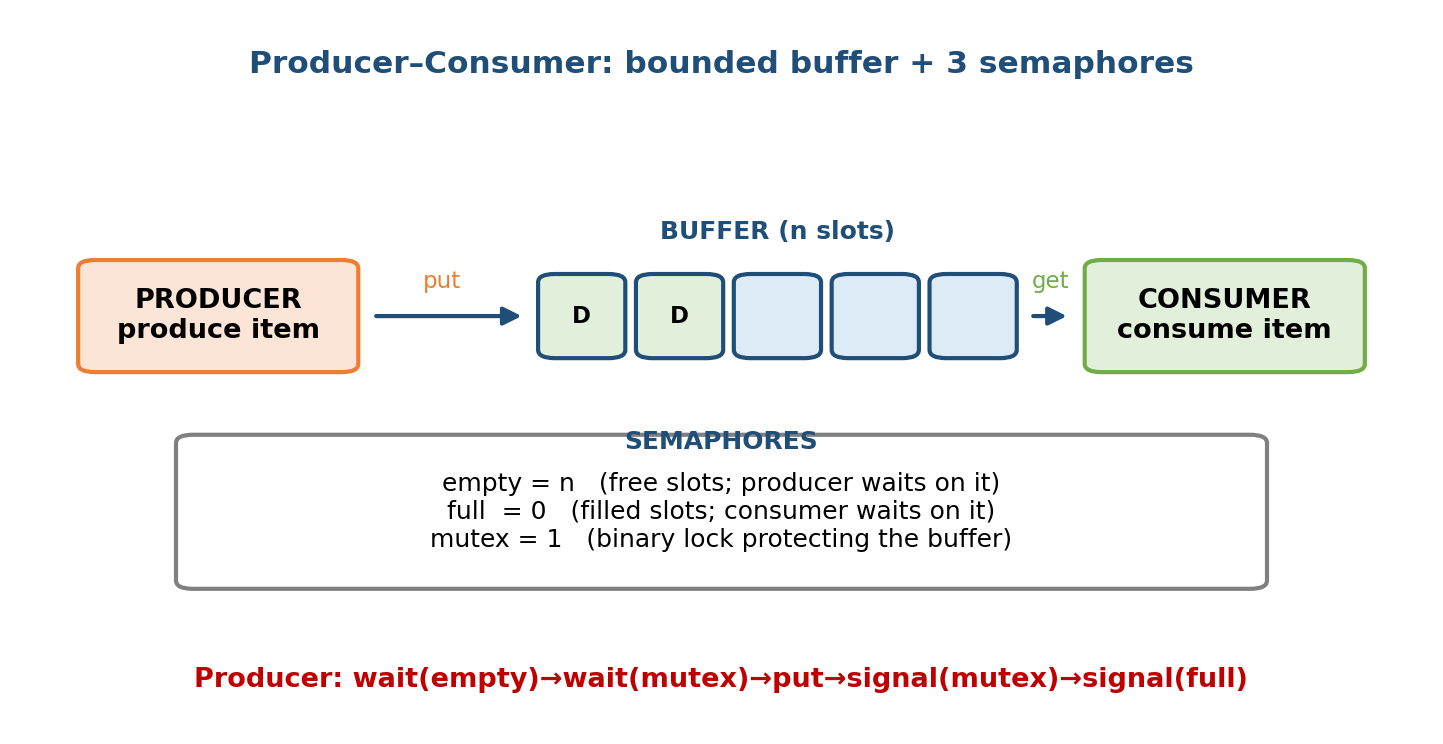 Producer–Consumer: bounded buffer + 3 semaphores
BUFFER (n slots)
PRODUCER
produce item
put
D
D
get
CONSUMER
consume item
SEMAPHORES
empty = n   (free slots; producer waits on it)
full  = 0   (filled slots; consumer waits on it)
mutex = 1   (binary lock protecting the buffer)
Producer: wait(empty)→wait(mutex)→put→signal(mutex)→signal(full)